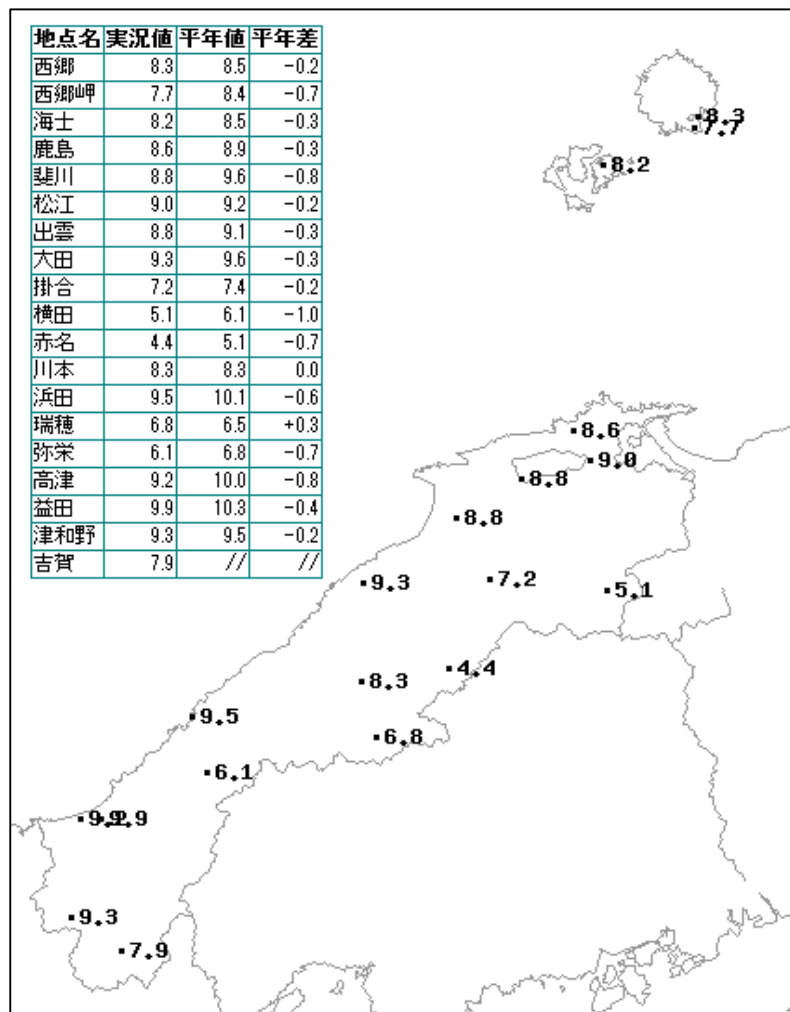 地点名 実況値 平年値 平年差
西郷 8.3 8.5 -0.2
西郷岬 7.7 8.4 -0.7
海士 8.2 8.5 -0.3
鹿島 8.6 8.9 -0.3
斐川 8.8 9.6 -0.8
松江 9.0 9.2 -0.2
出雲 8.8 9.1 -0.3
大田 9.3 9.6 -0.3
掛合 7.2 7.4 -0.2
横田 5.1 6.1 -1.0
赤名 4.4 5.1 -0.7
川本 8.3 8.3 0.0
浜田 9.5 10.1 -0.6
瑞穂 6.8 6.5 +0.3
弥栄 6.1 6.8 -0.7
高津 9.2 10.0 -0.8
益田 9.9 10.3 -0.4
津和野 9.3 9.5 -0.2
吉賀 7.9 // //
8.3
7.7
8.2
8.6
9.0
8.8
8.8
9.3
7.2
5.1
4.4
8.3
6.8
9.5
6.1
9.2
9.9
9.3
7.9